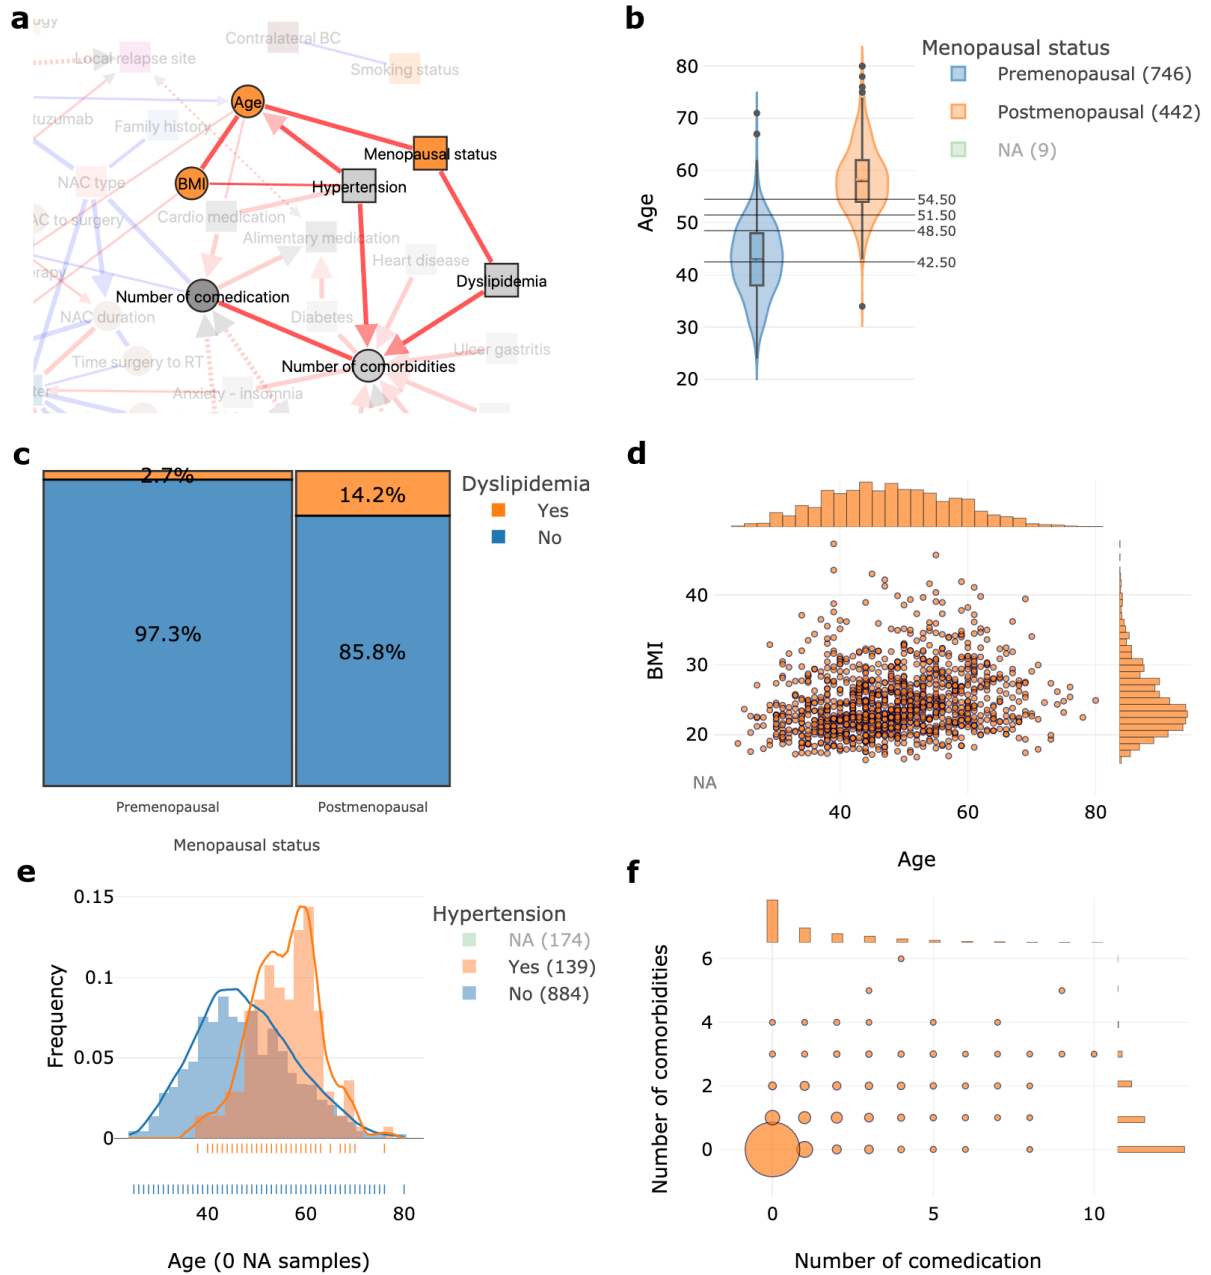 a
Contralateral BC
Local relapse site
Smoking status
Age
tuzumab
Family history
Menopausal status
NAC type
BMI
Hypertension
AC to surgery
Cardio medication
Alimentary medication
Heart disease
erapy
Dyslipidemia
Number of comedication
NAC duration
Diabetes
Ulcer gastritis
Time surgery to RT
Number of comorbidities
Anxiety - insomnia
b
Menopausal status
Premenopausal (746)
Postmenopausal (442)
NA (9)
Age
80
70
60
50
40
30
20
54.50
51.50
48.50
42.50
c
2.7%
14.2%
97.3%
85.8%
Dyslipidemia
Yes
No
Premenopausal
Postmenopausal
Menopausal status
d
BMI
40
30
20
NA
40
60
80
Age
e
Frequency
0.15
0.1
0.05
0
Hypertension
NA (174)
Yes (139)
No (884)
40
60
80
Age (0 NA samples)
f
Number of comorbidities
6
4
2
0
0
5
10
Number of comedication